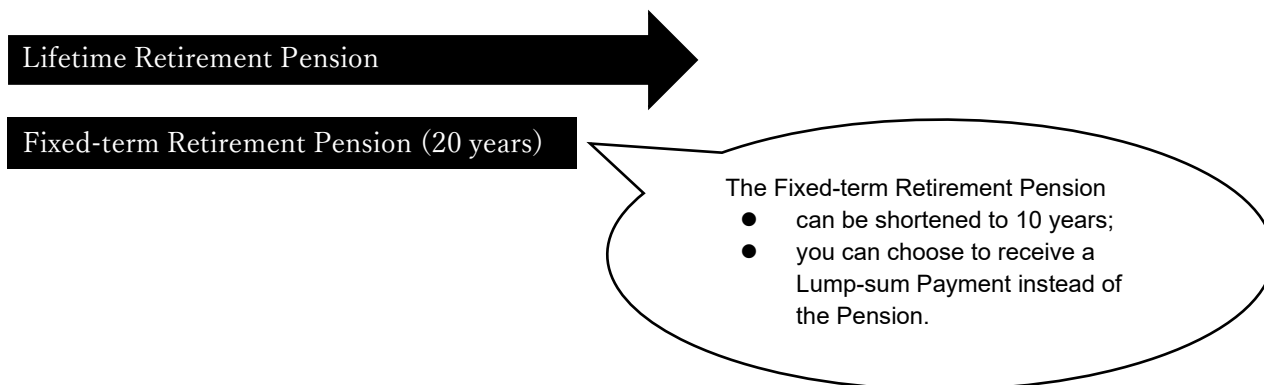 Lifetime Retirement Pension
Fixed-term Retirement Pension (20 years)
The Fixed-term Retirement Pension
● can be shortened to 10 years;
● you can choose to receive a
Lump-sum Payment instead of
the Pension.